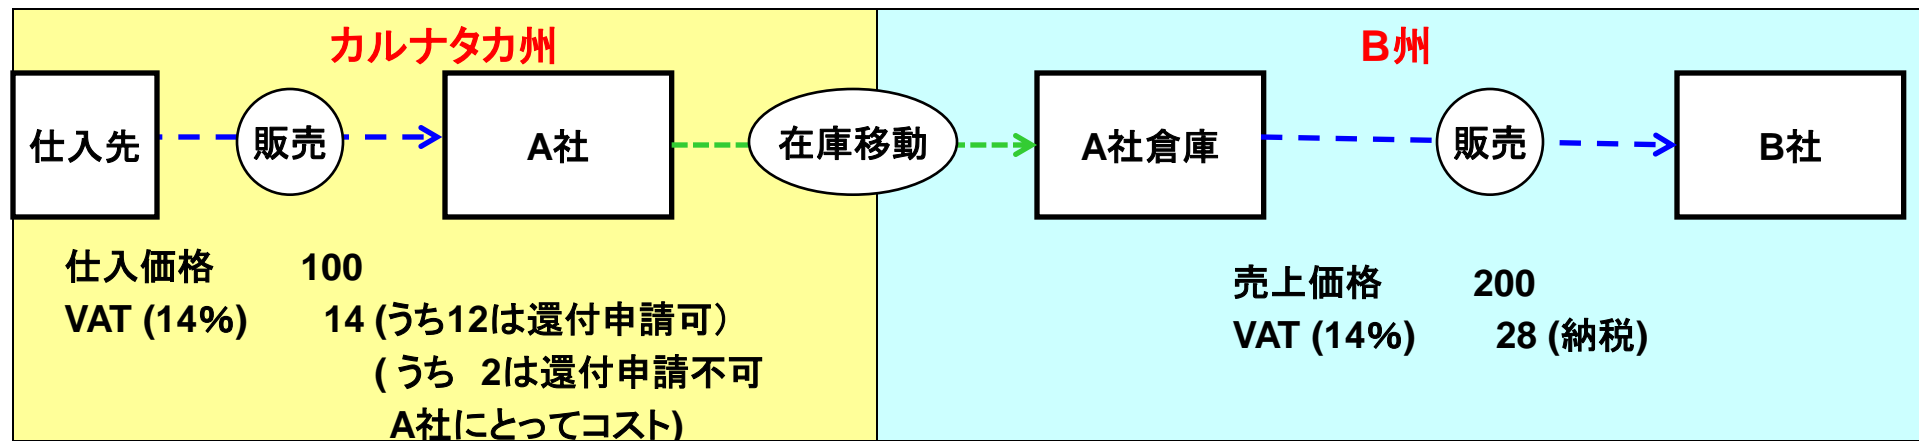 カルナタカ州
B州
仕入先
販売
A社
在庫移動
A社倉庫
販売
B社
仕入価格 100
VAT (14%) 14 (うち12は還付申請可)
(うち 2は還付申請不可
A社にとってコスト)
売上価格 200
VAT (14%) 28 (納税)